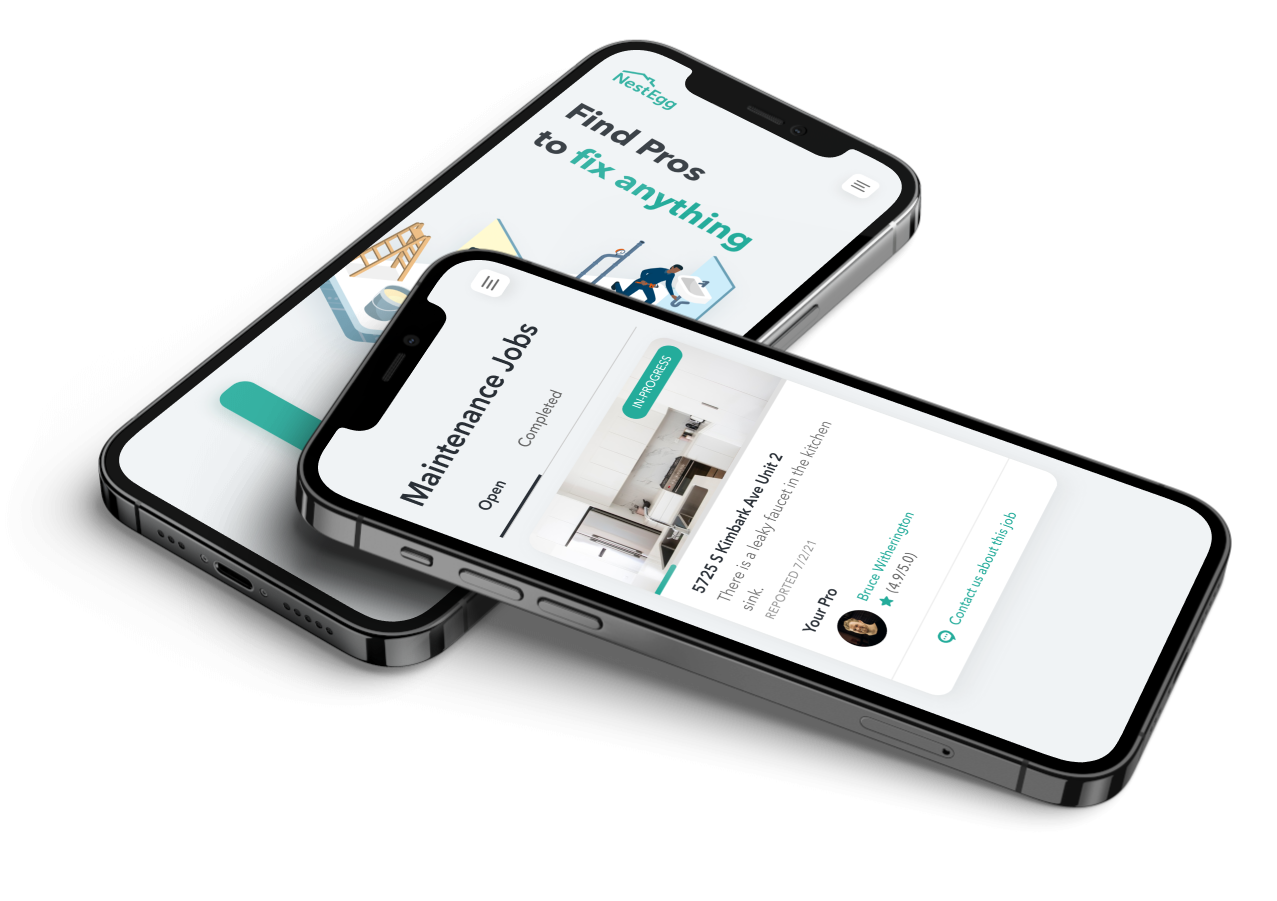 NestEgg
Find Pros
to fix anything
Maintenance Jobs
Open
Completed
IN-PROGRESS
5725 S Kimbark Ave Unit 2
There is a leaky faucet in the kitchen
sink.
REPORTED 7/2/21
Your Pro
Bruce Witherington
(4.9/5.0)
Contact us about this job